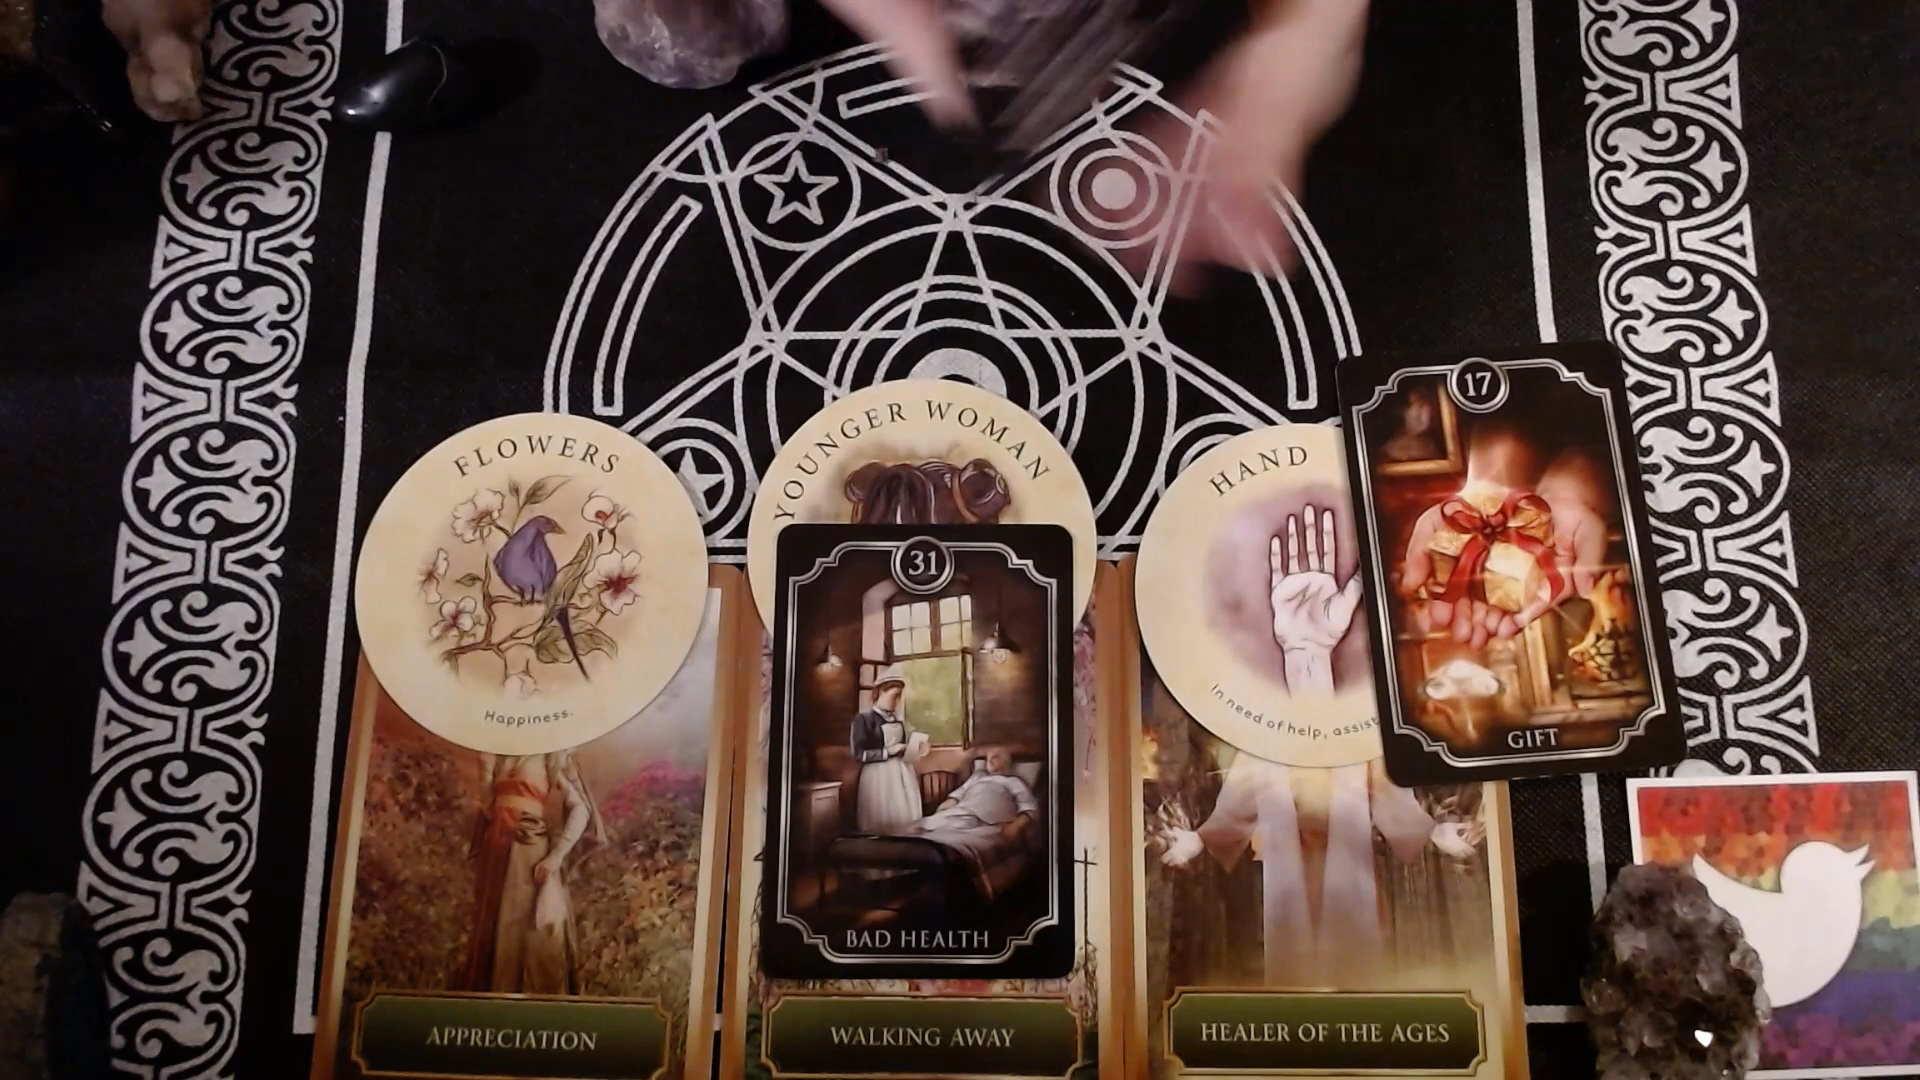 FLOWERS
Happiness.
YOUNGER WOMAN
HAND
In need of help, assist
17
GIFT
31
BAD HEALTH
APPRECIATION
WALKING AWAY
HEALER OF THE AGES